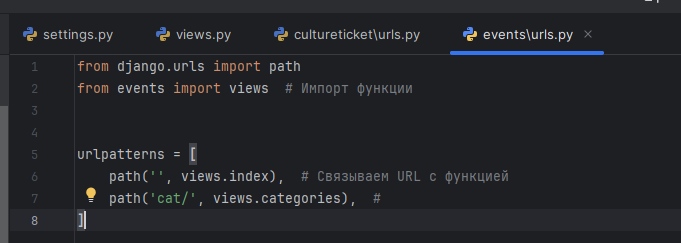 settings.py views.py cultureticket\urls.py events\urls.py
1 from django.urls import path
2 from events import views # Импорт функции
3
4
5 urlpatterns = [
6 path('', views.index), # Связываем URL с функцией
7 path('cat/', views.categories), #
8 ]